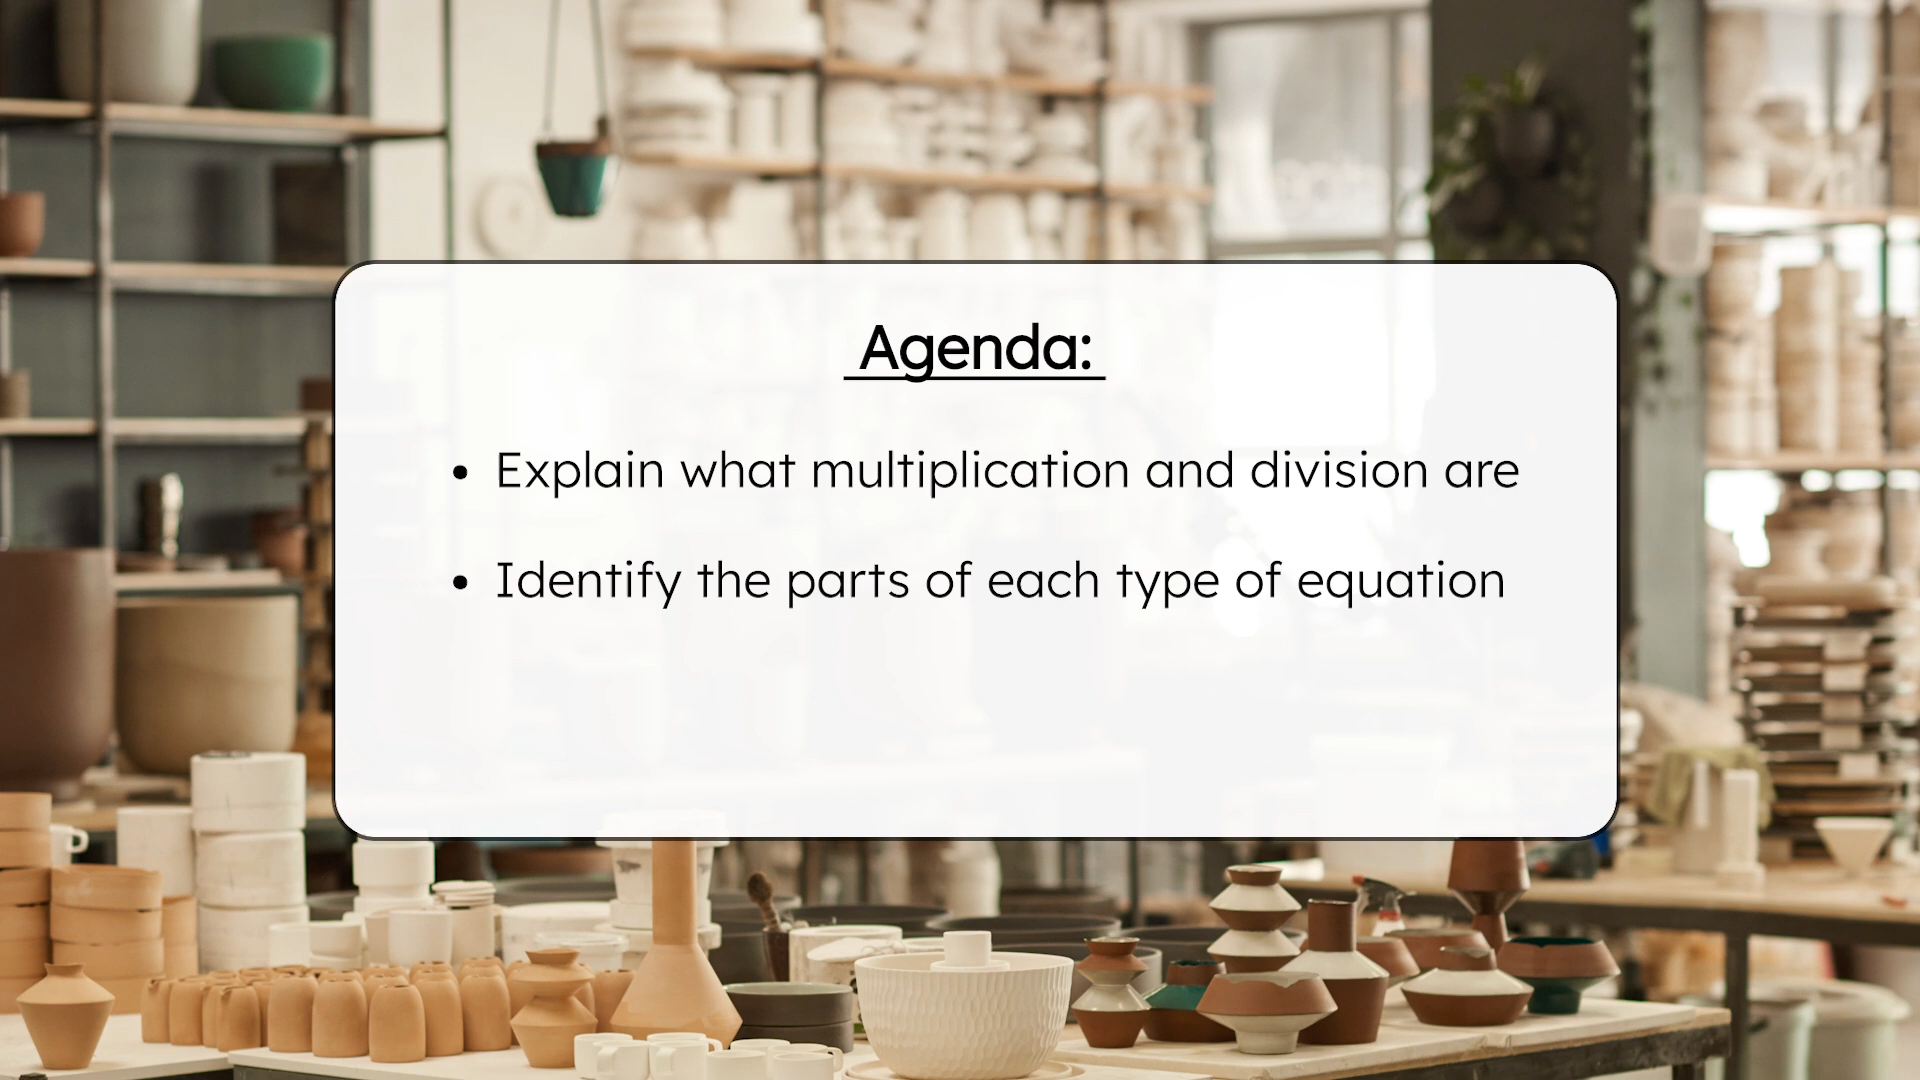 Agenda:
• Explain what multiplication and division are
• Identify the parts of each type of equation